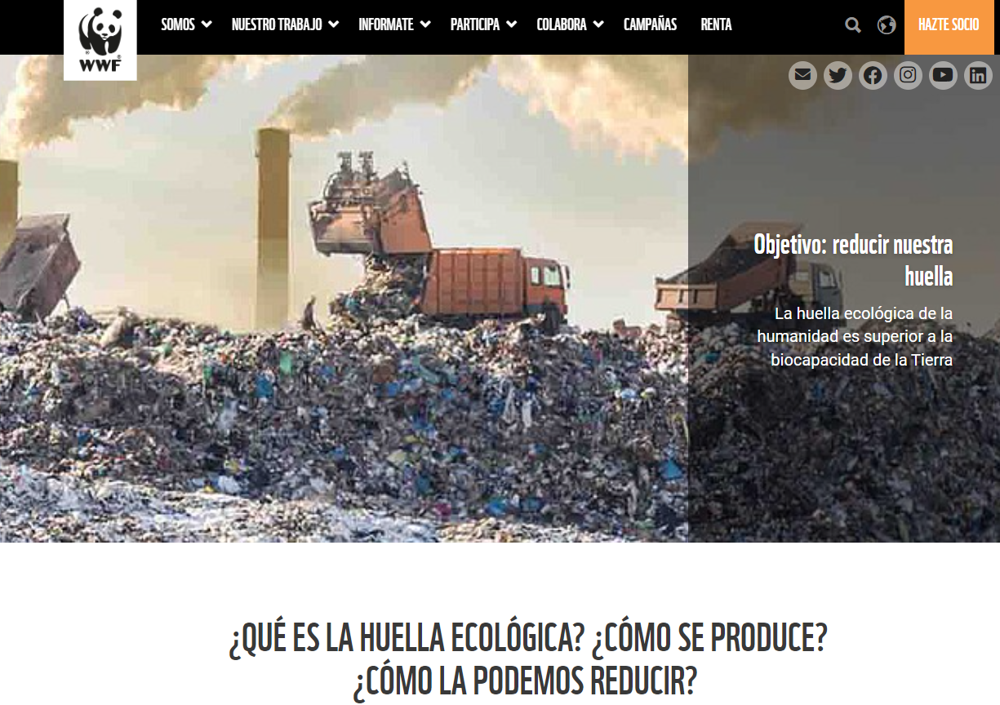 WWF
SOMOS
NUESTRO TRABAJO
INFORMATE
PARTICIPA
COLABORA
CAMPAÑAS
RENTA
HAZTE SOCIO
Objetivo: reducir nuestra
huella
La huella ecológica de la
humanidad es superior a la
biocapacidad de la Tierra
¿QUÉ ES LA HUELLA ECOLÓGICA? ¿CÓMO SE PRODUCE?
¿CÓMO LA PODEMOS REDUCIR?